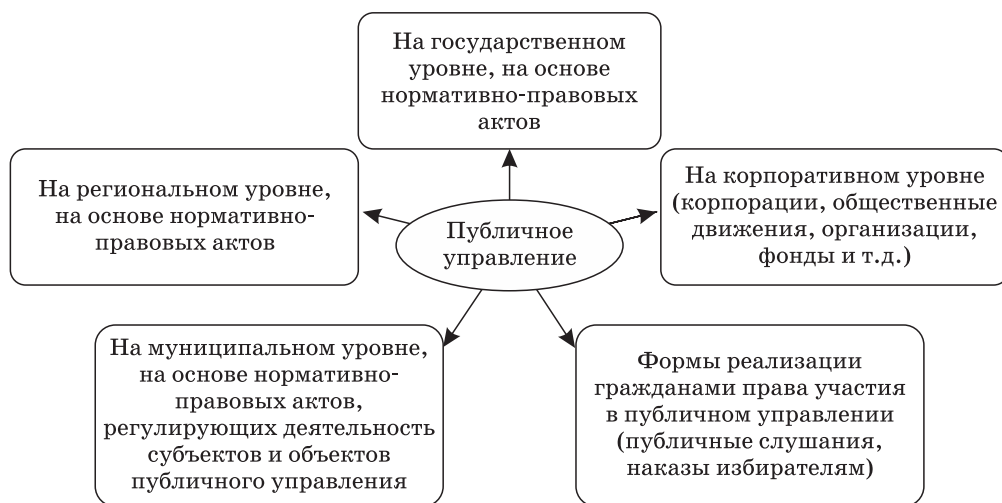 На государственном
уровне, на основе
нормативно-правовых
актов
На региональном уровне,
на основе нормативно-
правовых актов
На корпоративном уровне
(корпорации, общественные
движения, организации,
фонды и т.д.)
Публичное
управление
На муниципальном уровне,
на основе нормативно-
правовых актов,
регулирующих деятельность
субъектов и объектов
публичного управления
Формы реализации
гражданами права участия
в публичном управлении
(публичные слушания,
наказы избирателям)